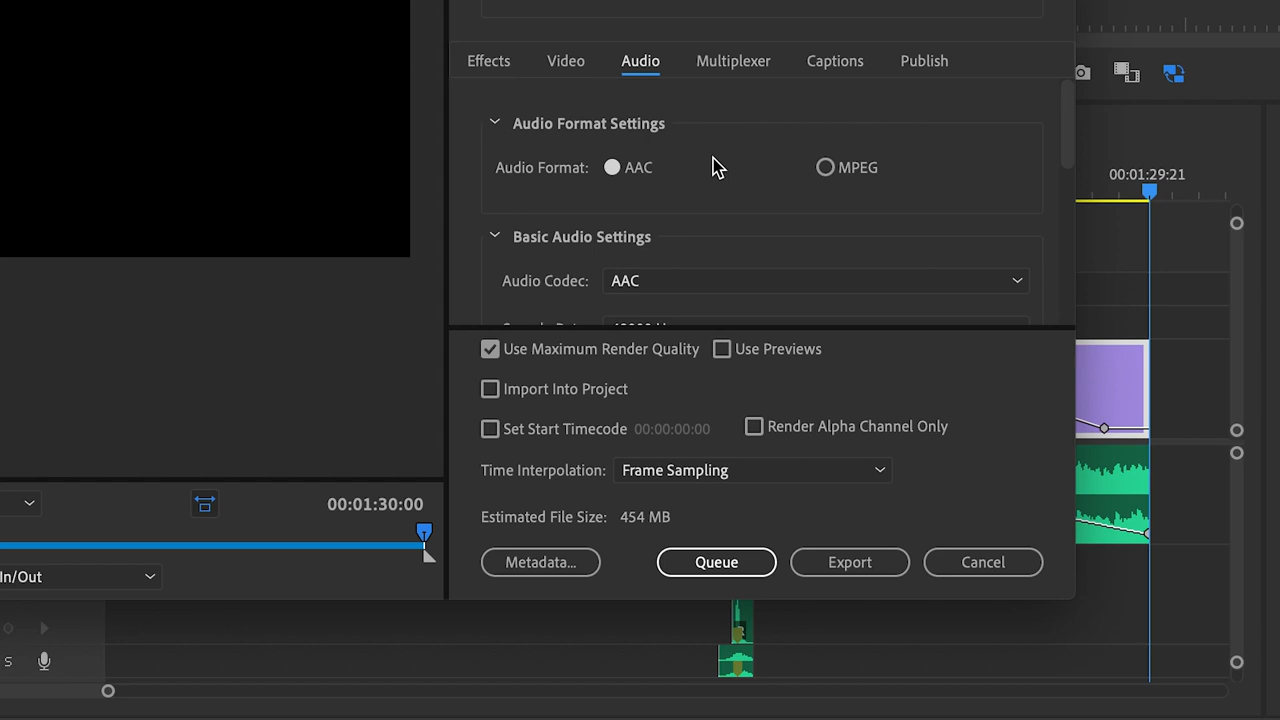 Effects Video Audio Multiplexer Captions Publish
Audio Format Settings
Audio Format: AAC MPEG
00:01:29:21
Basic Audio Settings
Audio Codec: AAC
Use Maximum Render Quality Use Previews
Import Into Project
Set Start Timecode 00:00:00:00 Render Alpha Channel Only
Time Interpolation: Frame Sampling
00:01:30:00
Estimated File Size: 454 MB
Metadata... Queue Export Cancel
In/Out
S